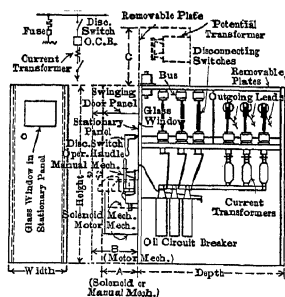 Removable Plate
Fuse
Disc.
Switch
O.C.B.
Current
Transformer
Potential
Transformer
Disconnecting
Switches
C
Bus
Removable
Plates
Swinging
Door Panel
Stationary
Panel
Glass
Window
Outgoing Lead
Disc. Switch
Oper. Handle
Manual Mech.
Glass Window in
Stationary Panel
Height
Solenoid Mech.
Motor Mech.
Current
Transformers
Oil Circuit Breaker
B
(Motor Mech.)
Width
A
Depth
(Solenoid or
Manual Mech.)